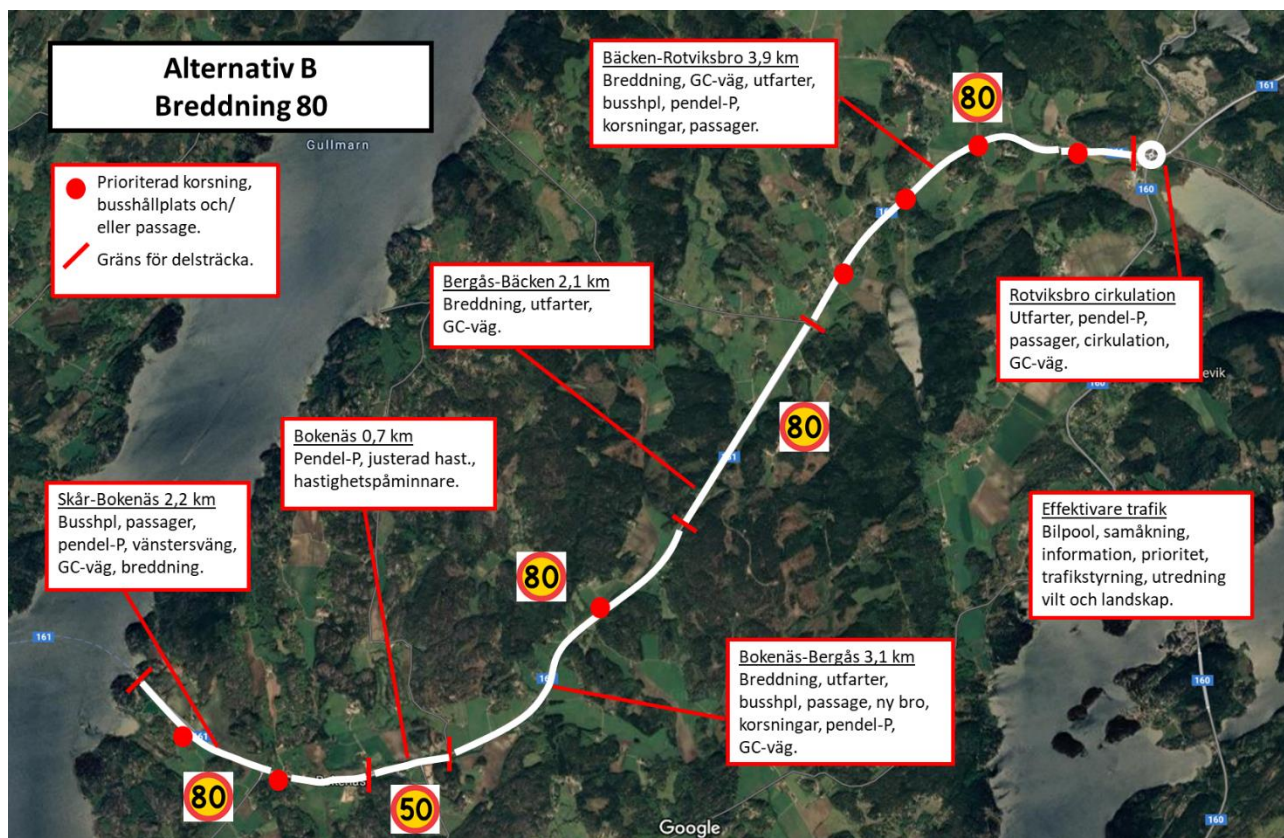 Alternativ B
Breddning 80
Prioriterad korsning,
busshållplats och/
eller passage.
Gräns för delsträcka.
Gullmarn
Bäcken-Rotviksbro 3,9 km
Breddning, GC-väg, utfarter,
busshpl, pendel-P,
korsningar, passager.
80
161
160
Bergås-Bäcken 2,1 km
Breddning, utfarter,
GC-väg.
Rotviksbro cirkulation
Utfarter, pendel-P,
passager, cirkulation,
GC-väg.
160
80
Bokenäs 0,7 km
Pendel-P, justerad hast.,
hastighetspåminnare.
Skår-Bokenäs 2,2 km
Busshpl, passager,
pendel-P, vänstersväng,
GC-väg, breddning.
Effektivare trafik
Bilpool, samåkning,
information, prioritet,
trafikstyrning, utredning
vilt och landskap.
80
161
Bokenäs-Bergås 3,1 km
Breddning, utfarter,
busshpl, passage, ny bro,
korsningar, pendel-P,
GC-väg.
160
80
50
Google